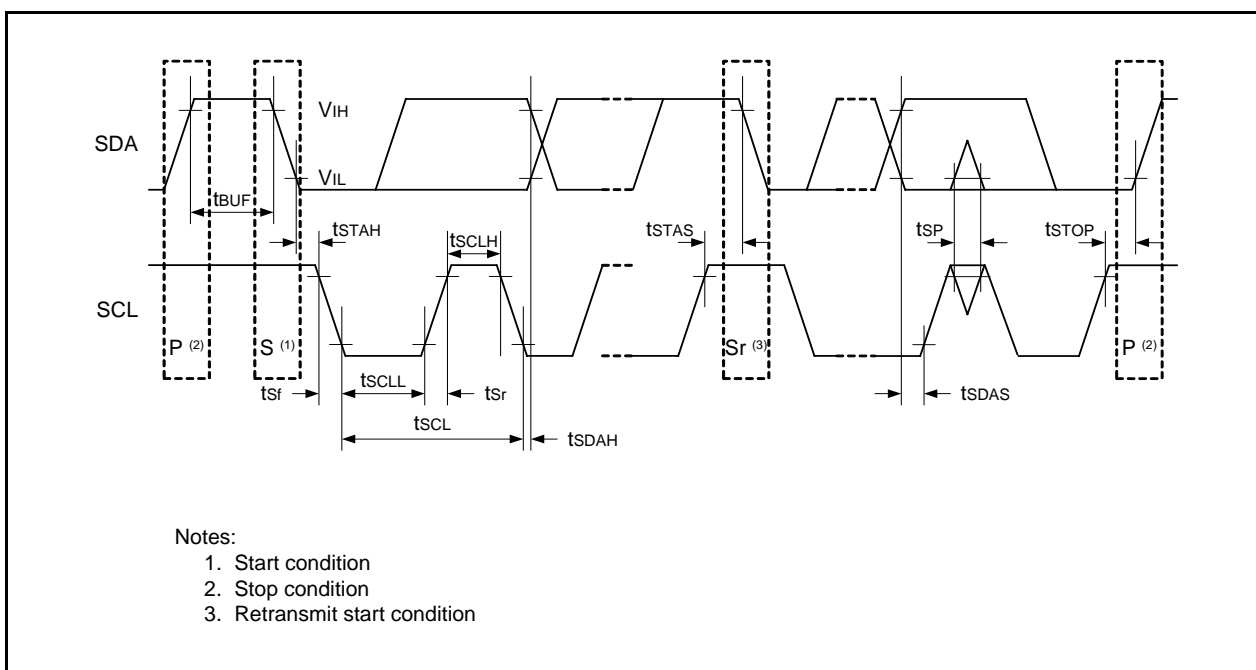 SDA
VIH
VIL
tBUF
tSTAH
tSCLH
tSTAS
tSP
tSTOP
SCL
P (2)
S (1)
Sr (3)
P (2)
tSf
tSCLL
tSr
tSDAS
tSCL
tSDAH
Notes:
1. Start condition
2. Stop condition
3. Retransmit start condition